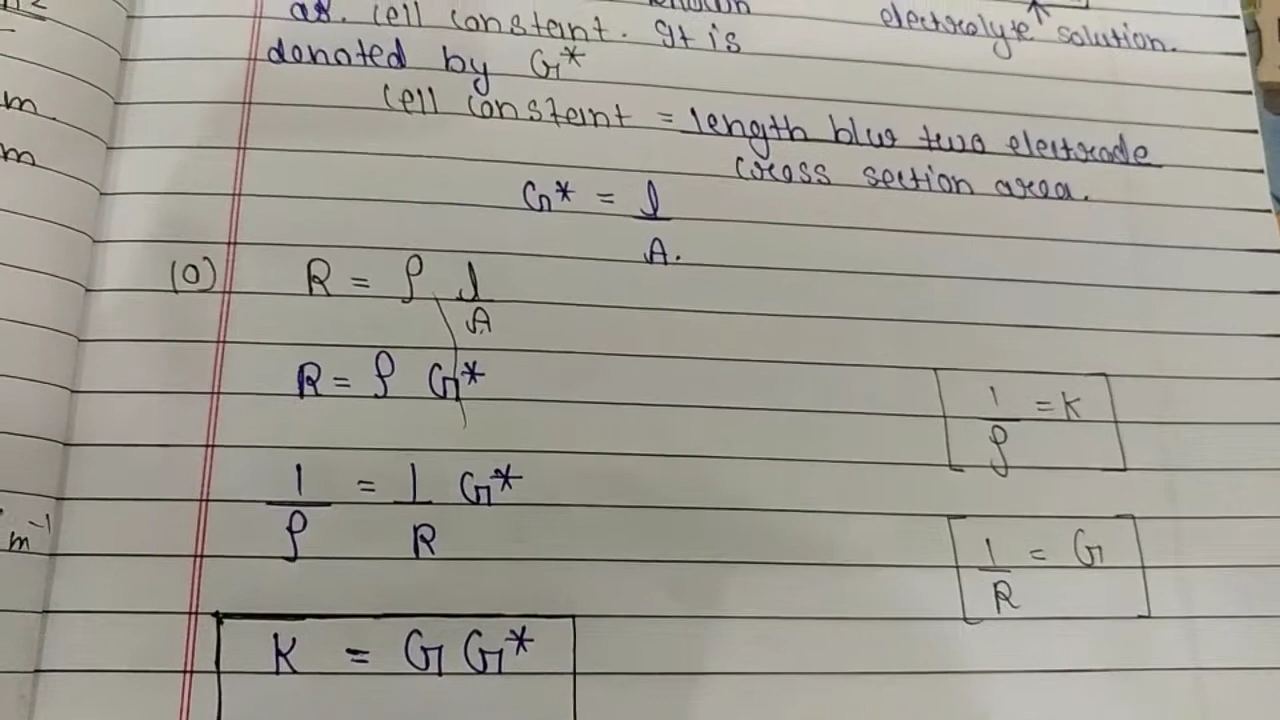 as. Cell constant. It is
electrolyte solution.
denoted by G*
Cell constant = length b/w two electrode
Cross section area.
G* = l
A.
(O) R = ρ l
A
R = ρ G*
1 = K
ρ
1 = 1 G*
ρ R
1 = G
R
K = G G*
m
m
m⁻¹